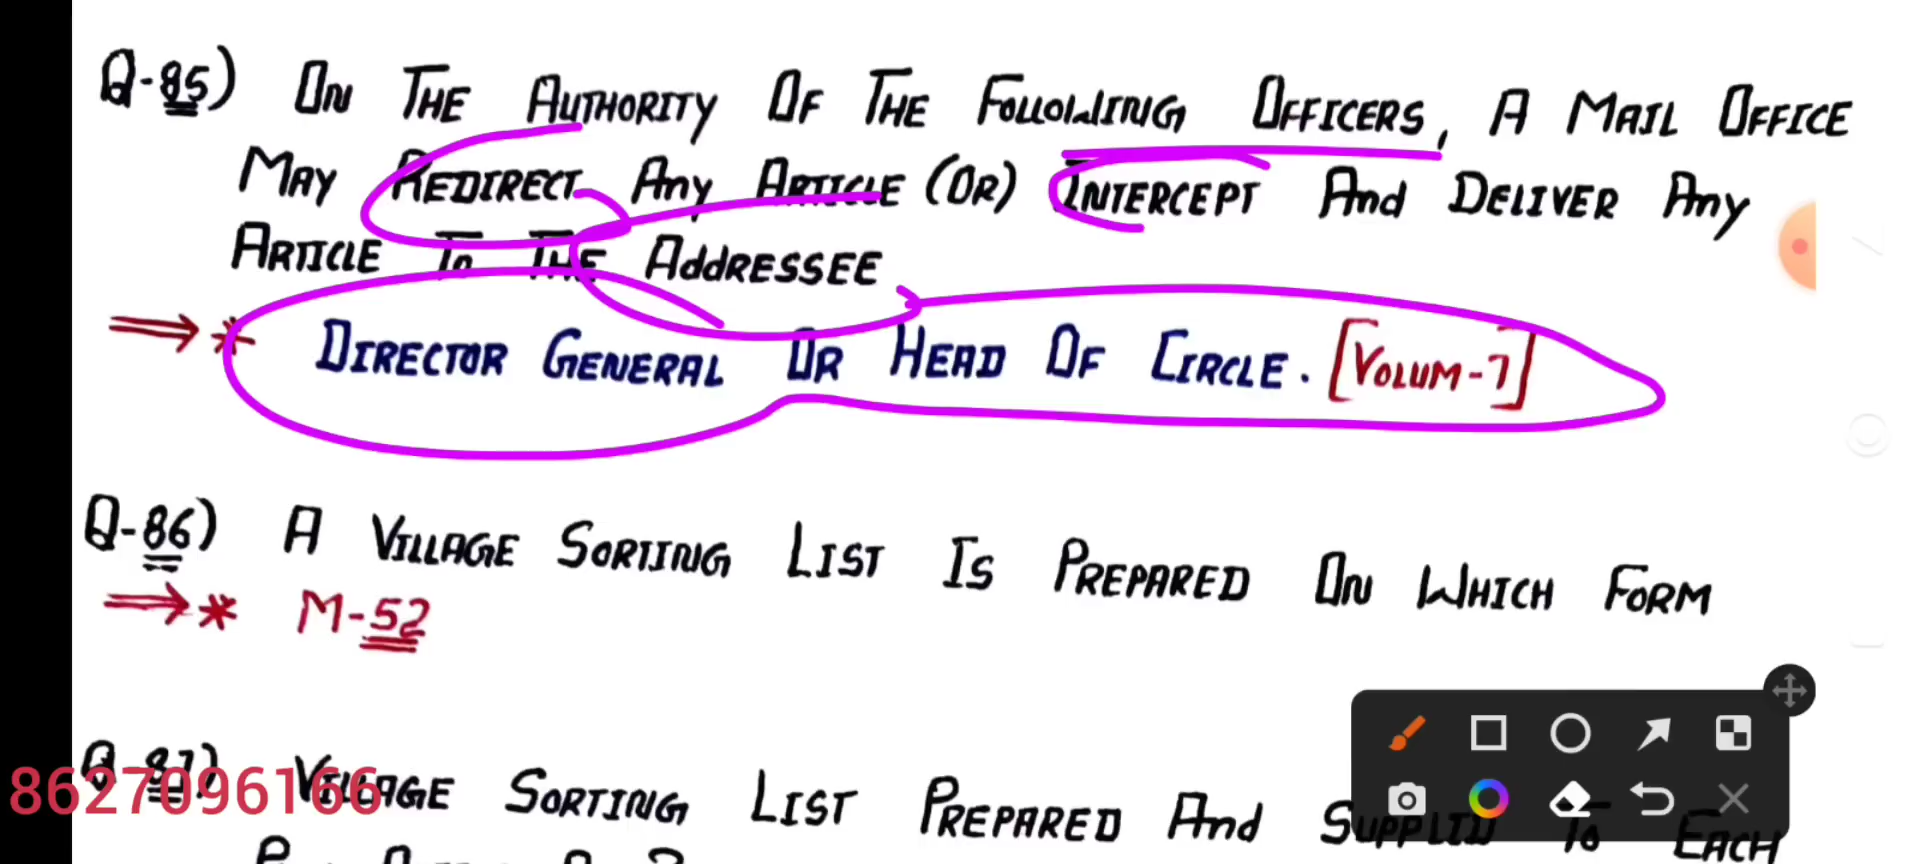 Q-85) ON THE AUTHORITY OF THE FOLLOWING OFFICERS, A MAIL OFFICE
MAY REDIRECT ANY ARTICLE (OR) INTERCEPT AND DELIVER ANY
ARTICLE TO THE ADDRESSEE
⇒* DIRECTOR GENERAL OR HEAD OF CIRCLE. [VOLUM-7]
Q-86) A VILLAGE SORTING LIST IS PREPARED ON WHICH FORM
⇒* M-52
Q-87) VILLAGE SORTING LIST PREPARED AND SUPPLID TO EACH
8627096166